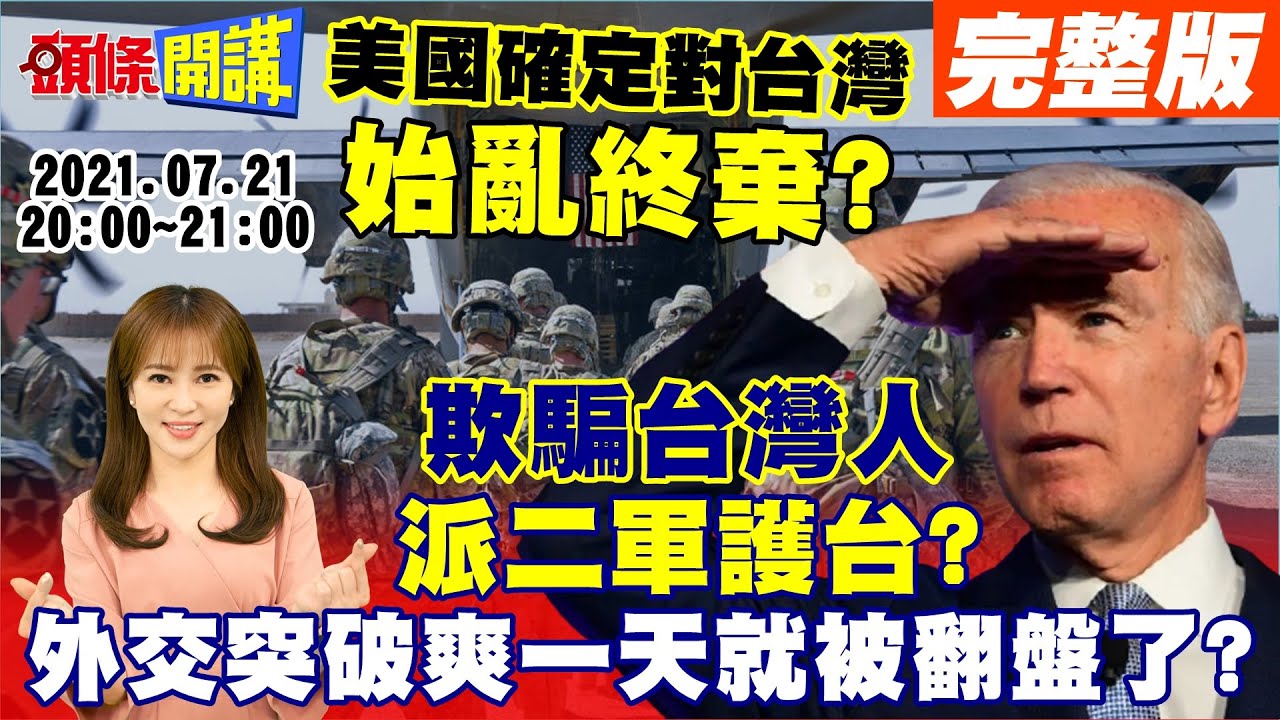 頭條開講
美國確定對台灣
完整版
始亂終棄?
2021.07.21
20:00~21:00
欺騙台灣人
派二軍護台?
外交突破爽一天就被翻盤了?